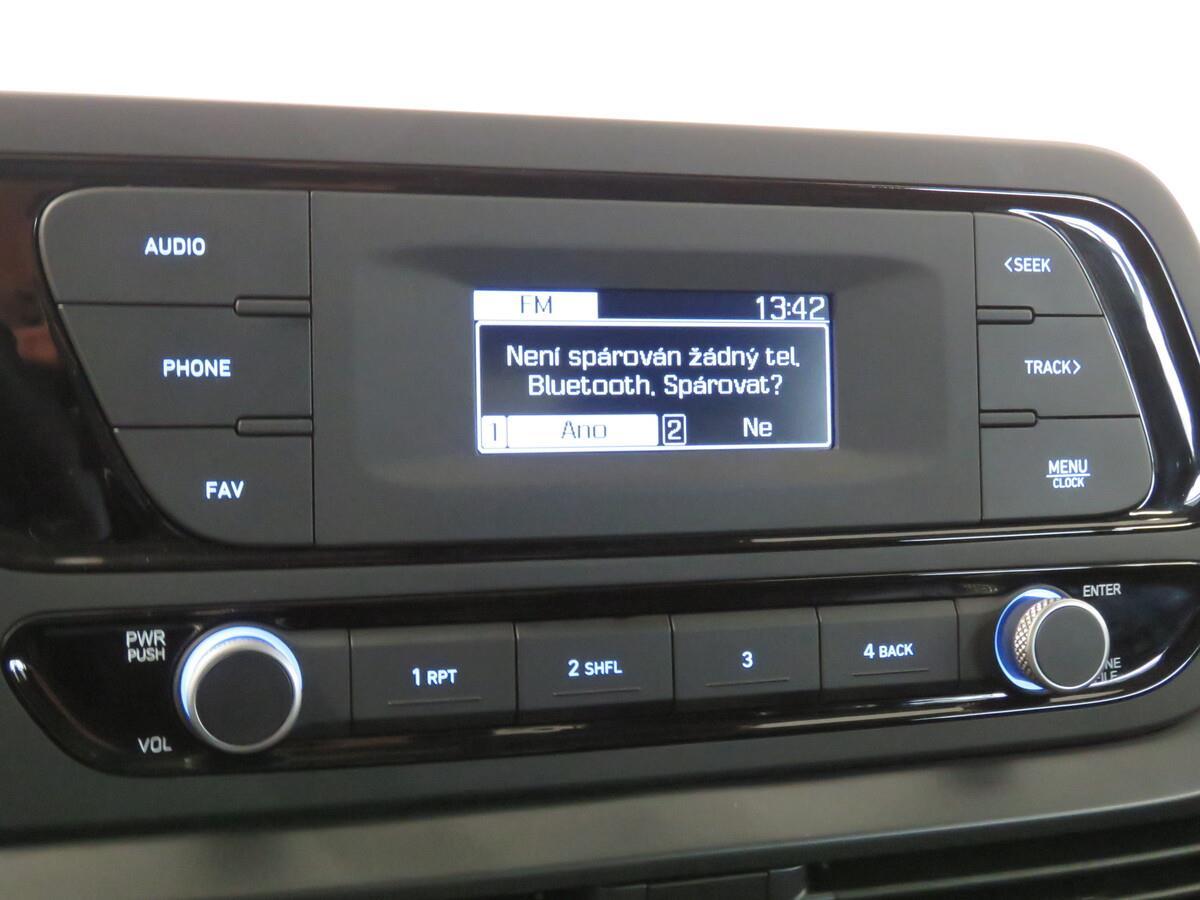 AUDIO
PHONE
FAV
FM 13:42
Není spárován žádný tel.
Bluetooth. Spárovat?
1 Ano 2 Ne
<SEEK
TRACK>
MENU
CLOCK
PWR
PUSH
VOL
1 RPT
2 SHFL
3
4 BACK
ENTER